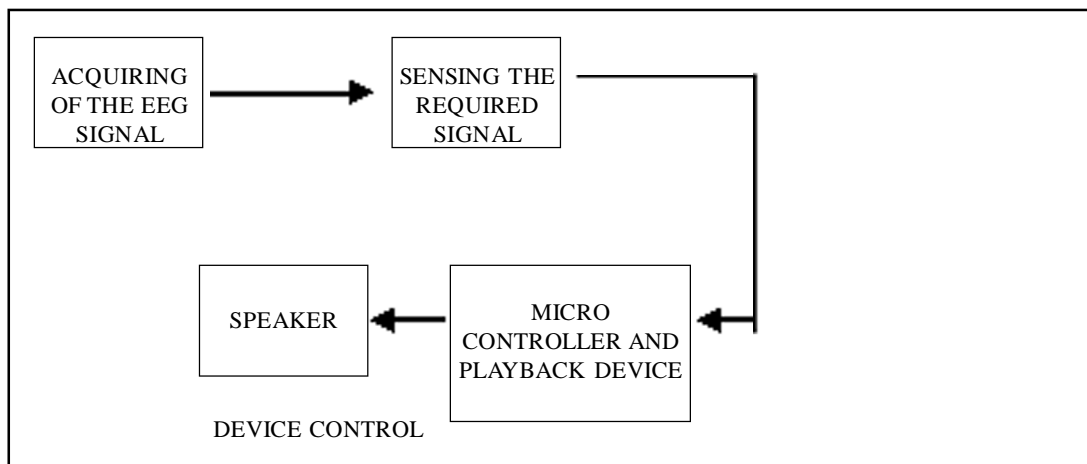 ACQUIRING
OF THE EEG
SIGNAL
SENSING THE
REQUIRED
SIGNAL
SPEAKER
MICRO
CONTROLLER AND
PLAYBACK DEVICE
DEVICE CONTROL